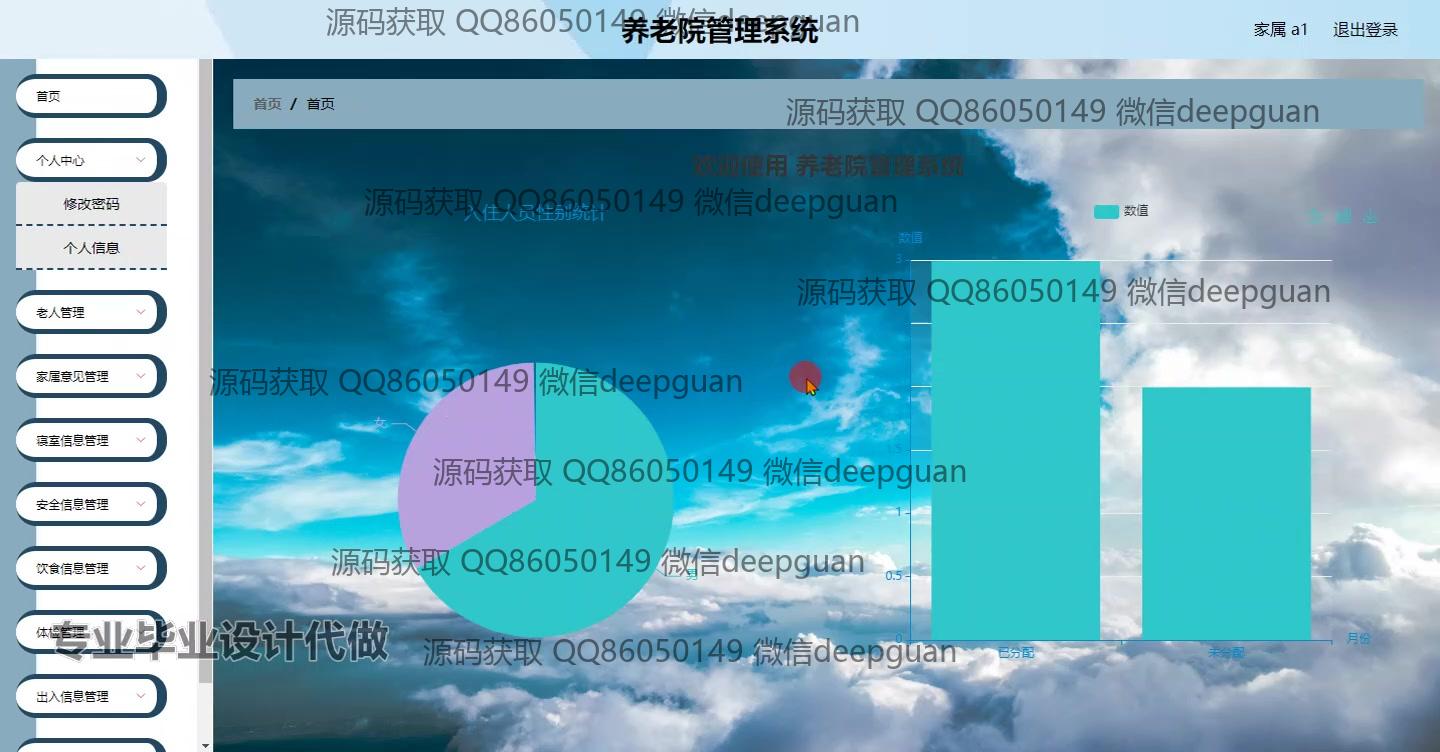 源码获取 QQ86050149 微信deepguan
养老院管理系统
家属 a1 退出登录
首页
个人中心
修改密码
个人信息
老人管理
家属意见管理
寝室信息管理
安全信息管理
饮食信息管理
体检管理
出入信息管理
首页 / 首页
源码获取 QQ86050149 微信deepguan
欢迎使用 养老院管理系统
源码获取 QQ86050149 微信deepguan
入住人员性别统计
数值
数值
3
源码获取 QQ86050149 微信deepguan
源码获取 QQ86050149 微信deepguan
女
1.5
源码获取 QQ86050149 微信deepguan
1
源码获取 QQ86050149 微信deepguan
男
0.5
专业毕业设计代做
0
月份
源码获取 QQ86050149 微信deepguan
已分配
未分配